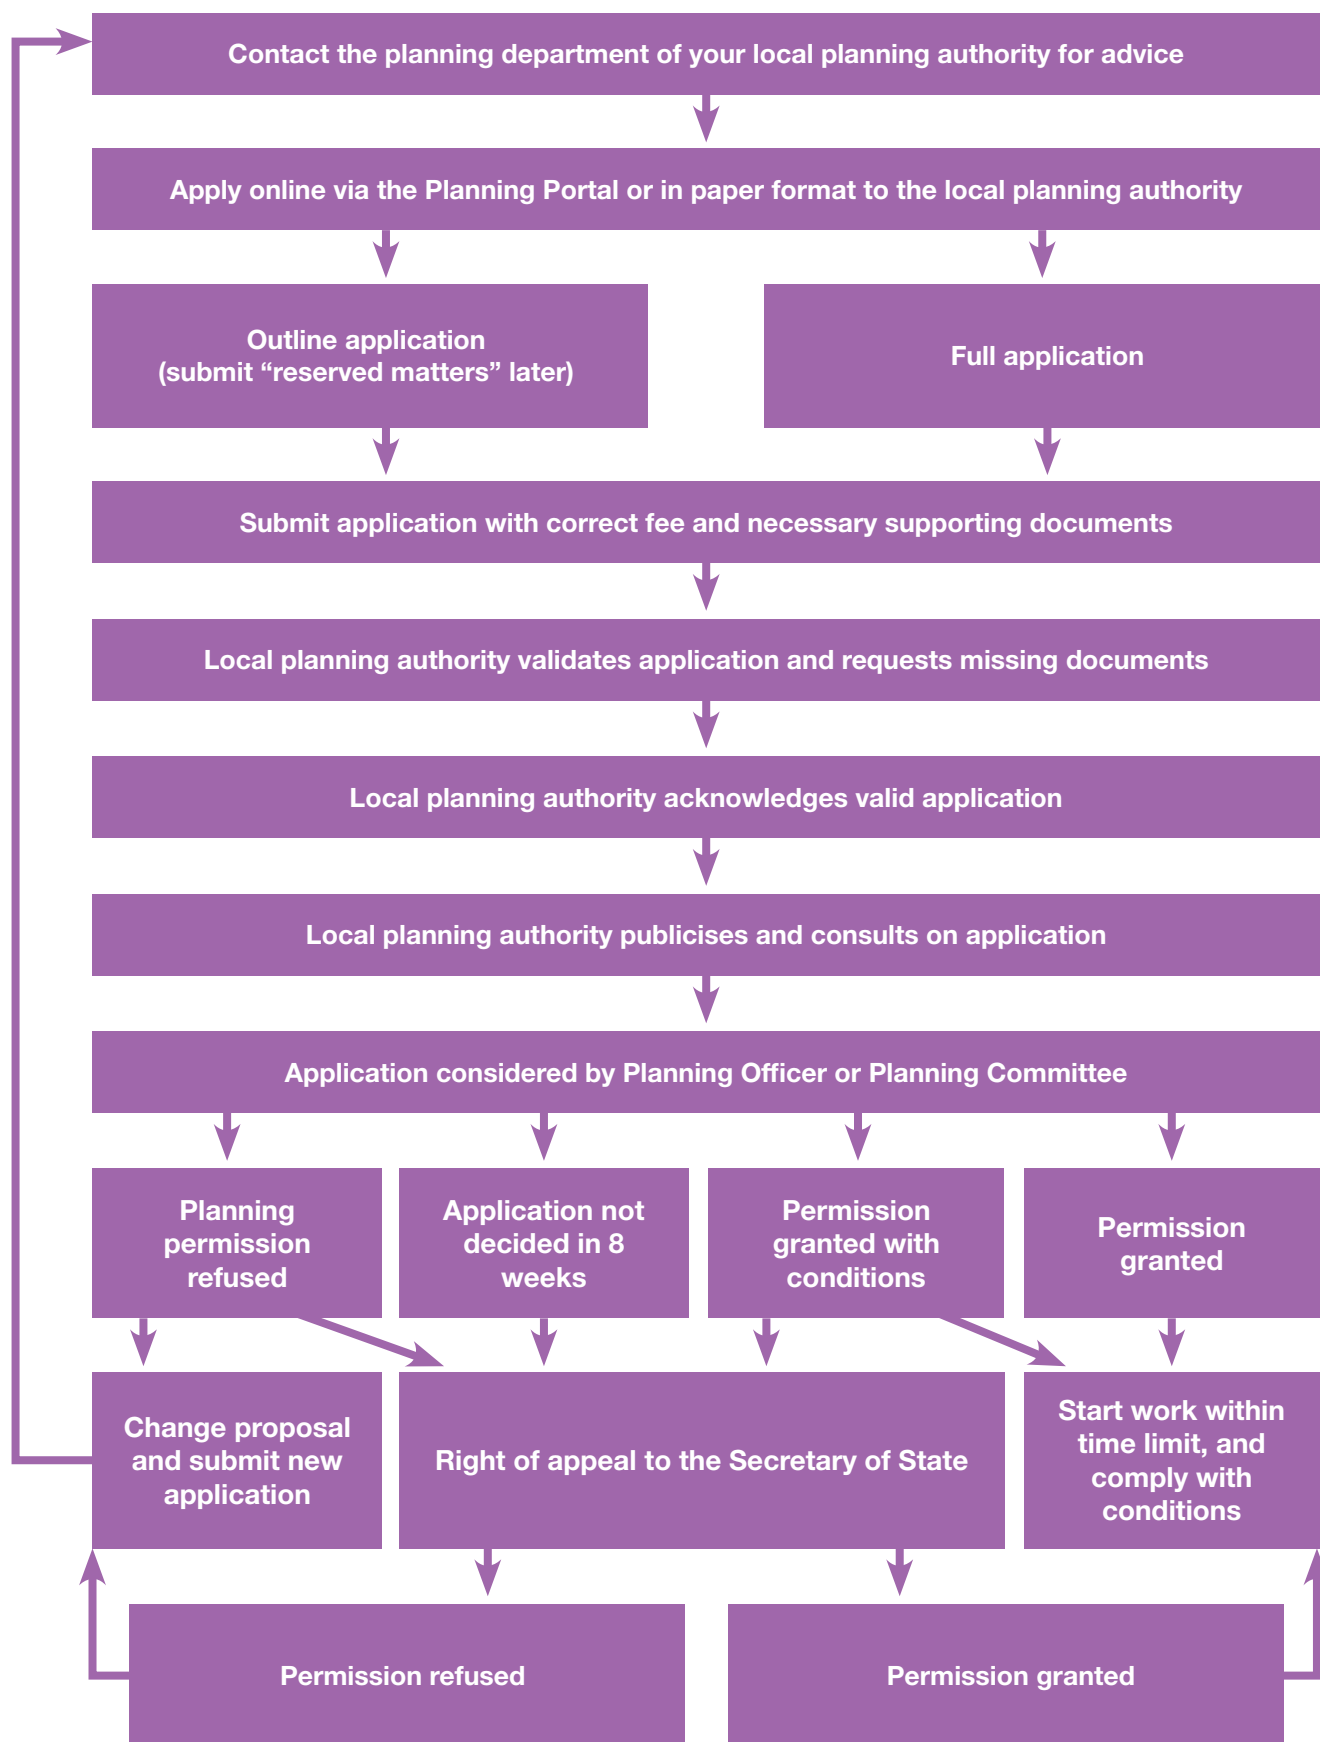 Contact the planning department of your local planning authority for advice
Apply online via the Planning Portal or in paper format to the local planning authority
Outline application
(submit “reserved matters” later)
Full application
Submit application with correct fee and necessary supporting documents
Local planning authority validates application and requests missing documents
Local planning authority acknowledges valid application
Local planning authority publicises and consults on application
Application considered by Planning Officer or Planning Committee
Planning
permission
refused
Application not
decided in 8
weeks
Permission
granted with
conditions
Permission
granted
Change proposal
and submit new
application
Right of appeal to the Secretary of State
Start work within
time limit, and
comply with
conditions
Permission refused
Permission granted